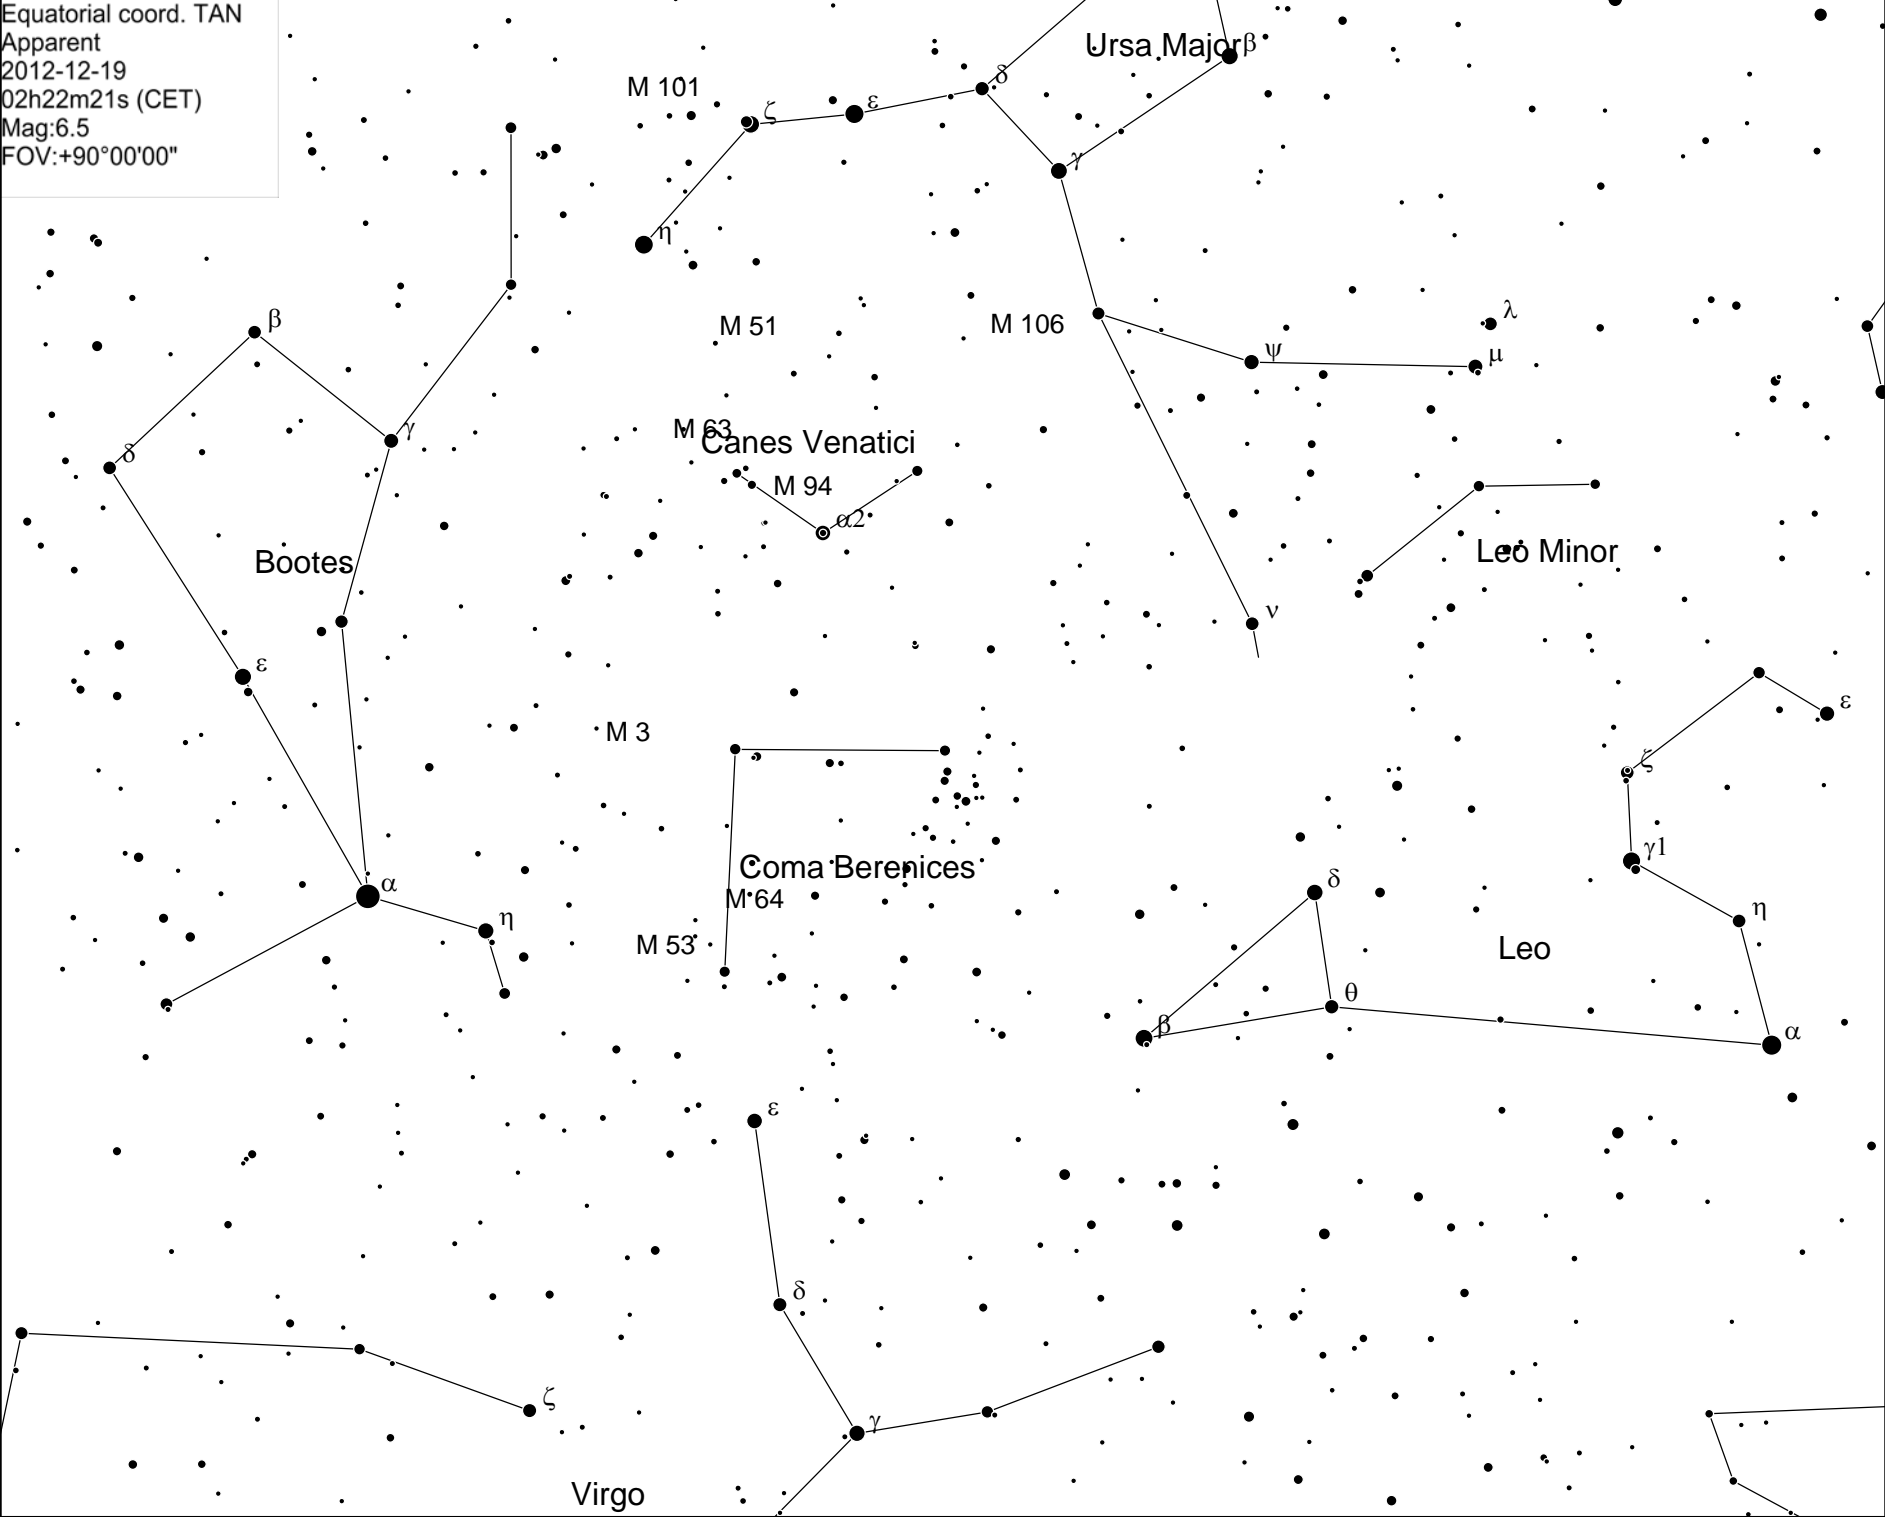 Equatorial coord. TAN
Apparent
2012-12-19
02h22m21s (CET)
Mag:6.5
FOV:+90°00'00"
Ursa Major
β
δ
M 101
ζ
ε
γ
η
β
M 51
M 106
λ
ψ
μ
γ
M 63
Canes Venatici
δ
M 94
α2
Bootes
Leo Minor
ν
ε
ε
M 3
ζ
γ1
Coma Berenices
α
δ
M 64
η
η
M 53
Leo
θ
β
α
ε
δ
ζ
γ
Virgo